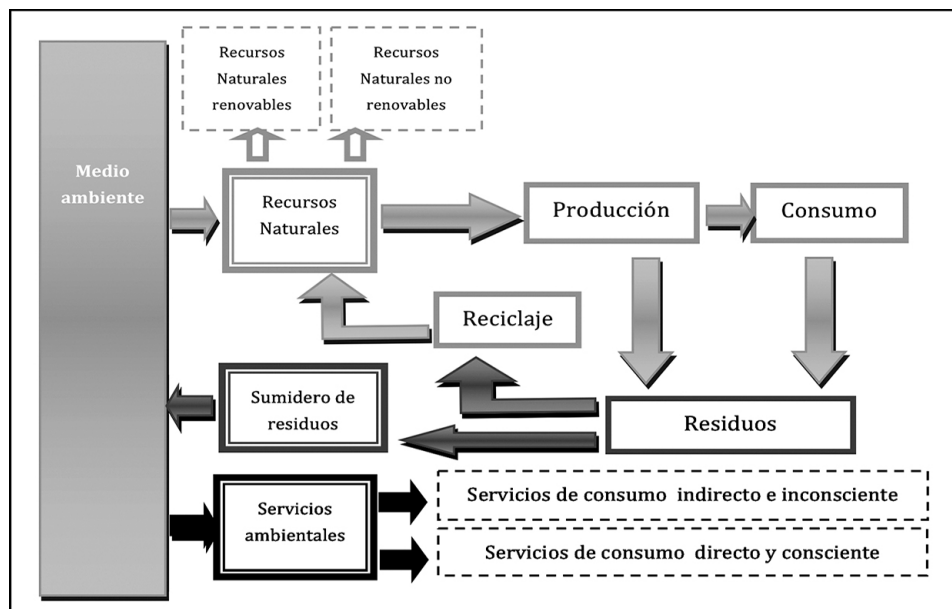 Medio
ambiente
Recursos
Naturales
renovables
Recursos
Naturales no
renovables
Recursos
Naturales
Producción
Consumo
Reciclaje
Sumidero de
residuos
Residuos
Servicios
ambientales
Servicios de consumo indirecto e inconsciente
Servicios de consumo directo y consciente